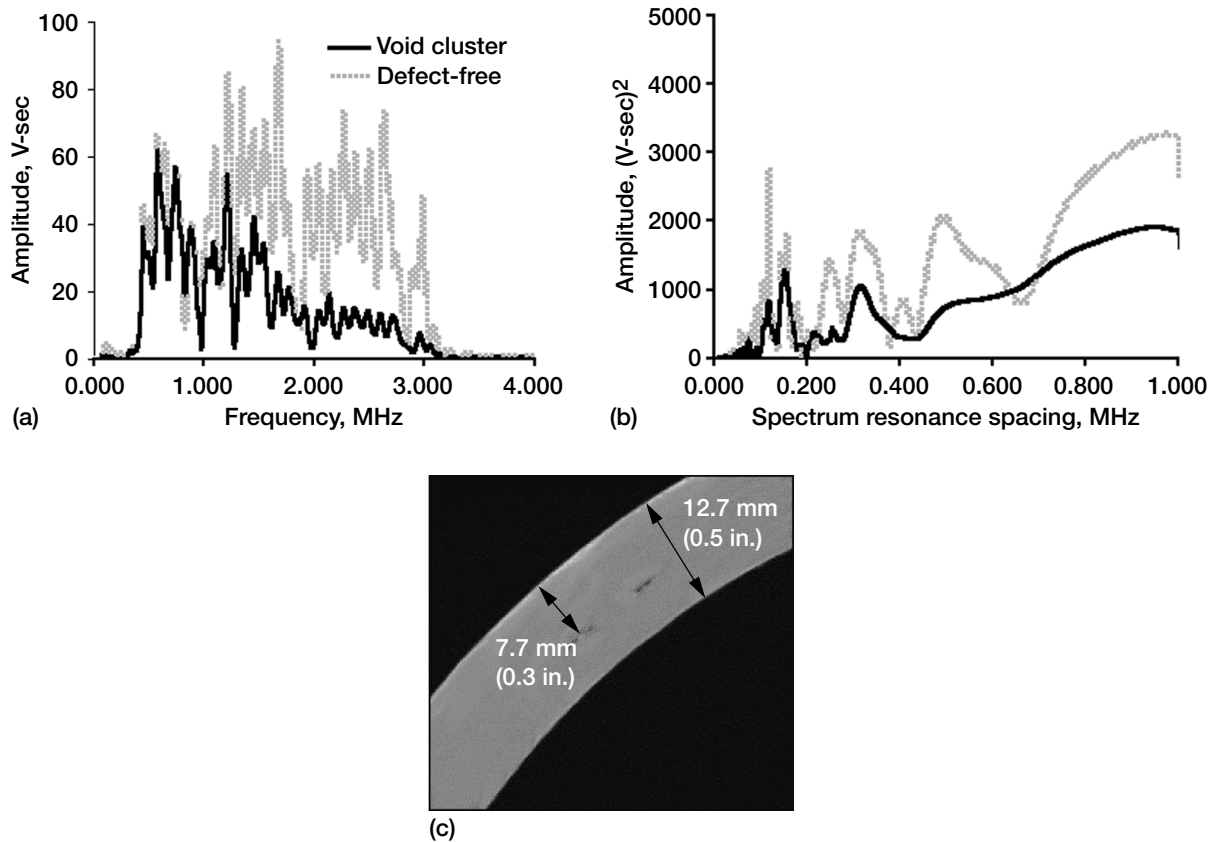 100
80
60
40
20
0
Amplitude, V-sec
Void cluster
Defect-free
0.000 1.000 2.000 3.000 4.000
(a) Frequency, MHz
5000
4000
3000
2000
1000
0
Amplitude, (V-sec)2
0.000 0.200 0.400 0.600 0.800 1.000
(b) Spectrum resonance spacing, MHz
12.7 mm
(0.5 in.)
7.7 mm
(0.3 in.)
(c)